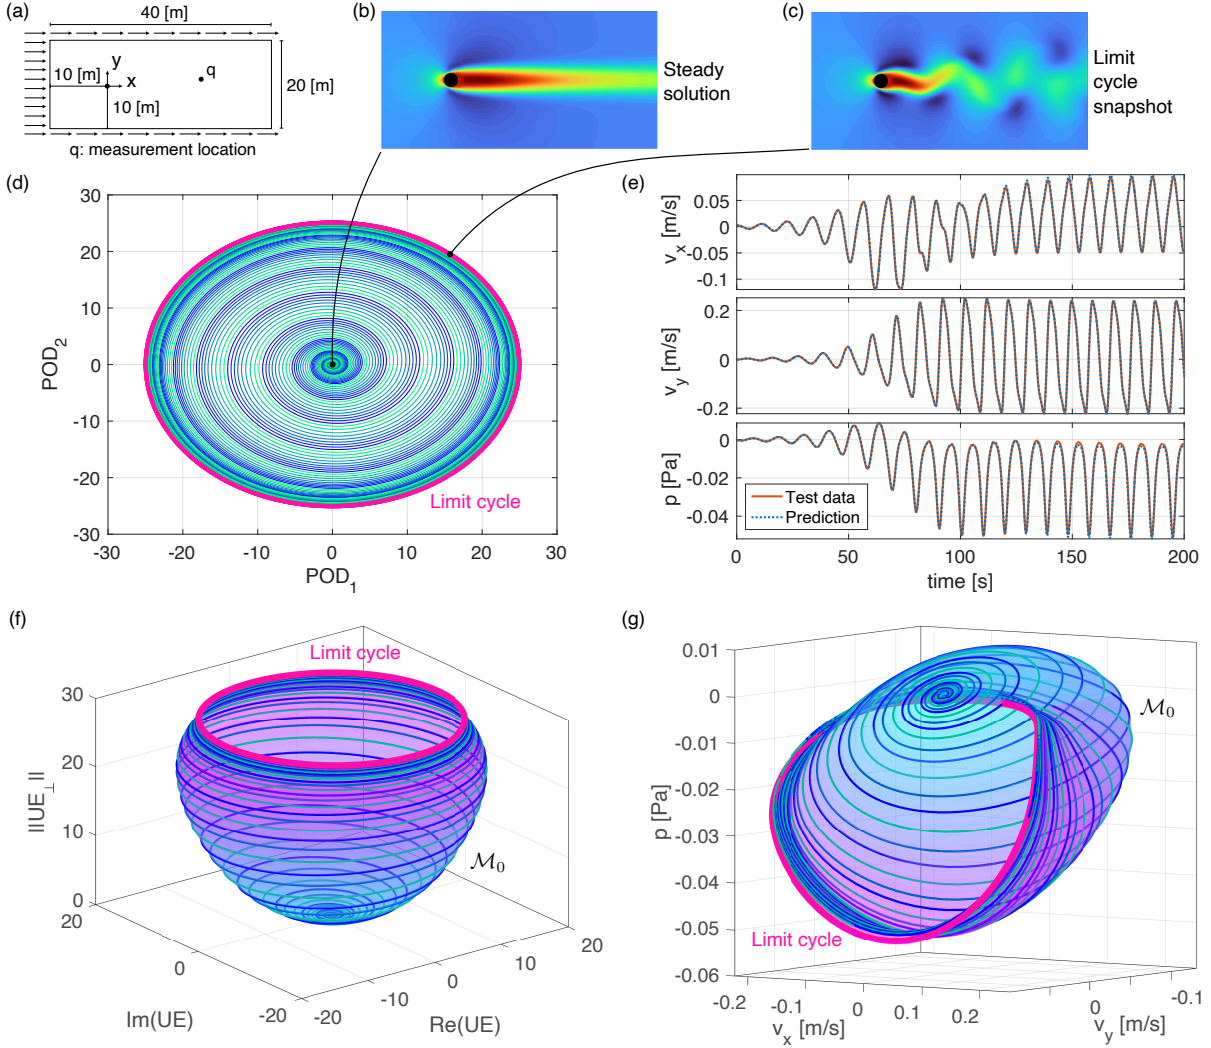 (a)
40 [m]
y
q
10 [m]
x
20 [m]
10 [m]
q: measurement location
(b)
Steady
solution
(c)
Limit
cycle
snapshot
(d)
30
20
10
0
-10
-20
-30
POD2
Limit cycle
-30
-20
-10
0
10
20
30
POD1
(e)
0.05
0
-0.05
-0.1
v_x [m/s]
0.2
0
-0.2
v_y [m/s]
0
-0.02
-0.04
p [Pa]
Test data
Prediction
0
50
100
150
200
time [s]
(f)
Limit cycle
30
20
10
0
||UE⊥||
M0
20
0
-20
Im(UE)
-20
-10
0
10
20
Re(UE)
(g)
0.01
0
-0.01
-0.02
-0.03
-0.04
-0.05
-0.06
p [Pa]
M0
Limit cycle
-0.2
-0.1
0
0.1
0.2
v_x [m/s]
0
-0.1
v_y [m/s]